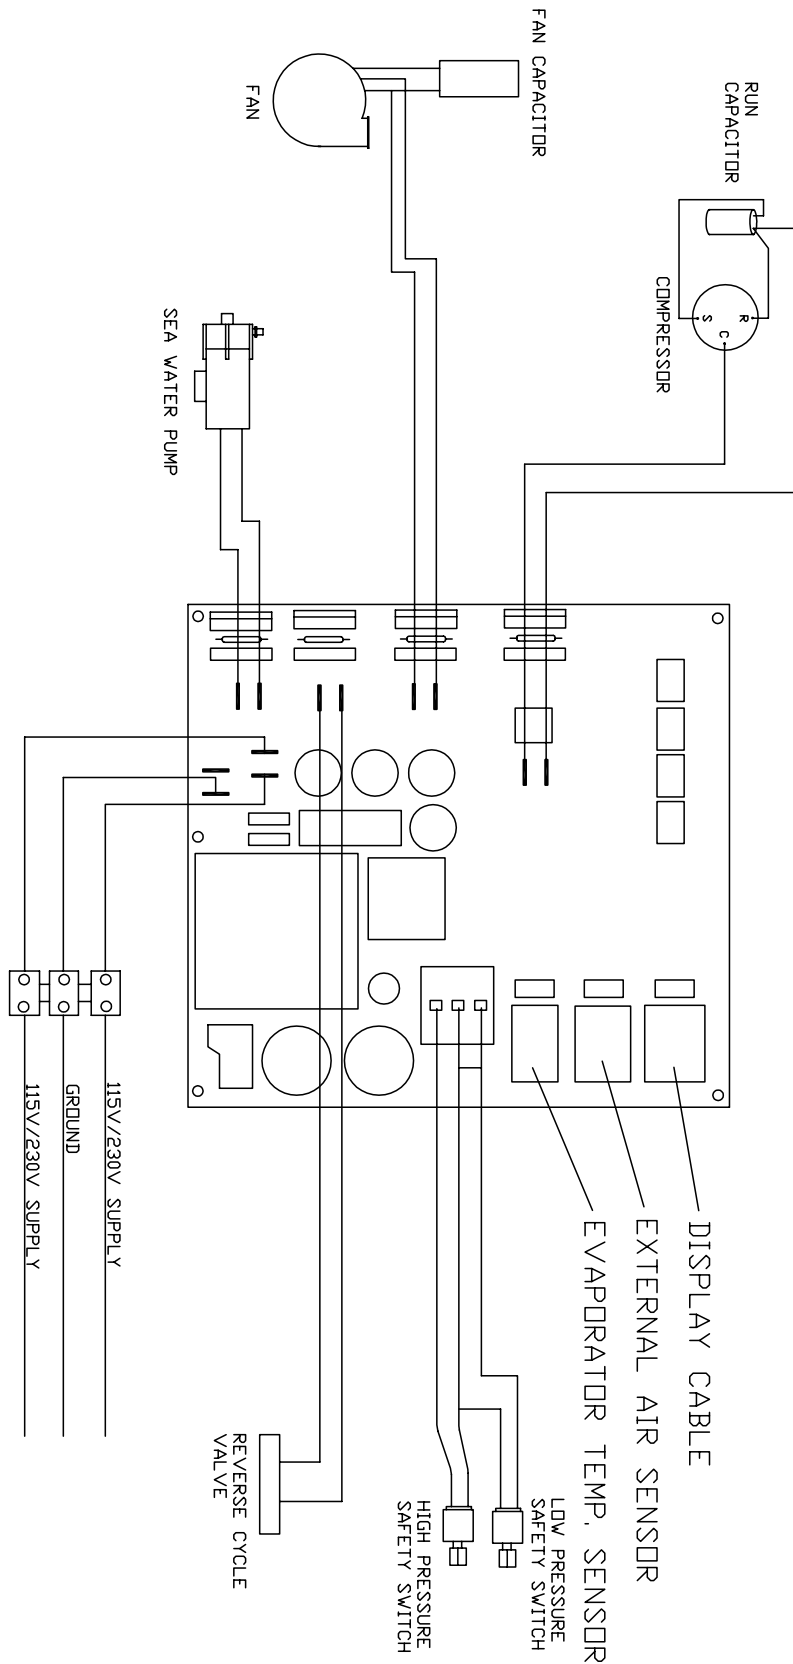 FAN CAPACITOR
FAN
RUN
CAPACITOR
COMPRESSOR
R
S
C
SEA WATER PUMP
115V/230V SUPPLY
GROUND
115V/230V SUPPLY
DISPLAY CABLE
EXTERNAL AIR SENSOR
EVAPORATOR TEMP. SENSOR
LOW PRESSURE
SAFETY SWITCH
HIGH PRESSURE
SAFETY SWITCH
REVERSE CYCLE
VALVE